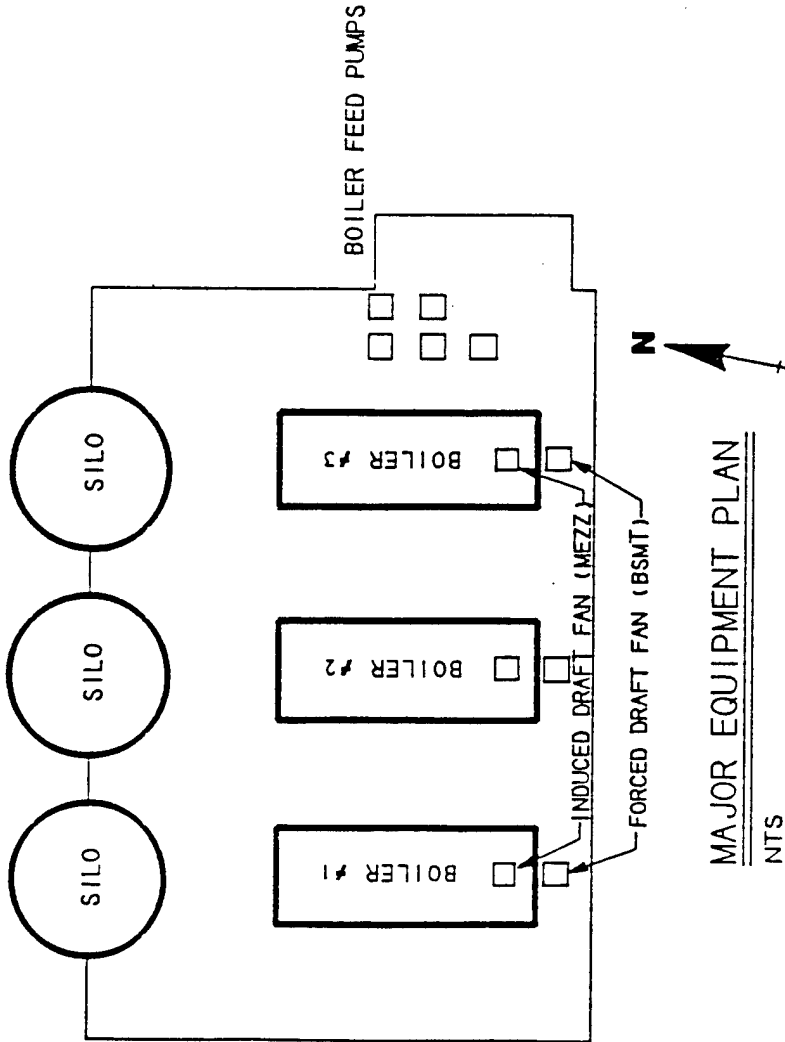 BOILER FEED PUMPS
SILO
SILO
SILO
BOILER #1
BOILER #2
BOILER #3
INDUCED DRAFT FAN (MEZZ)
FORCED DRAFT FAN (BSMT)
N
MAJOR EQUIPMENT PLAN
NTS